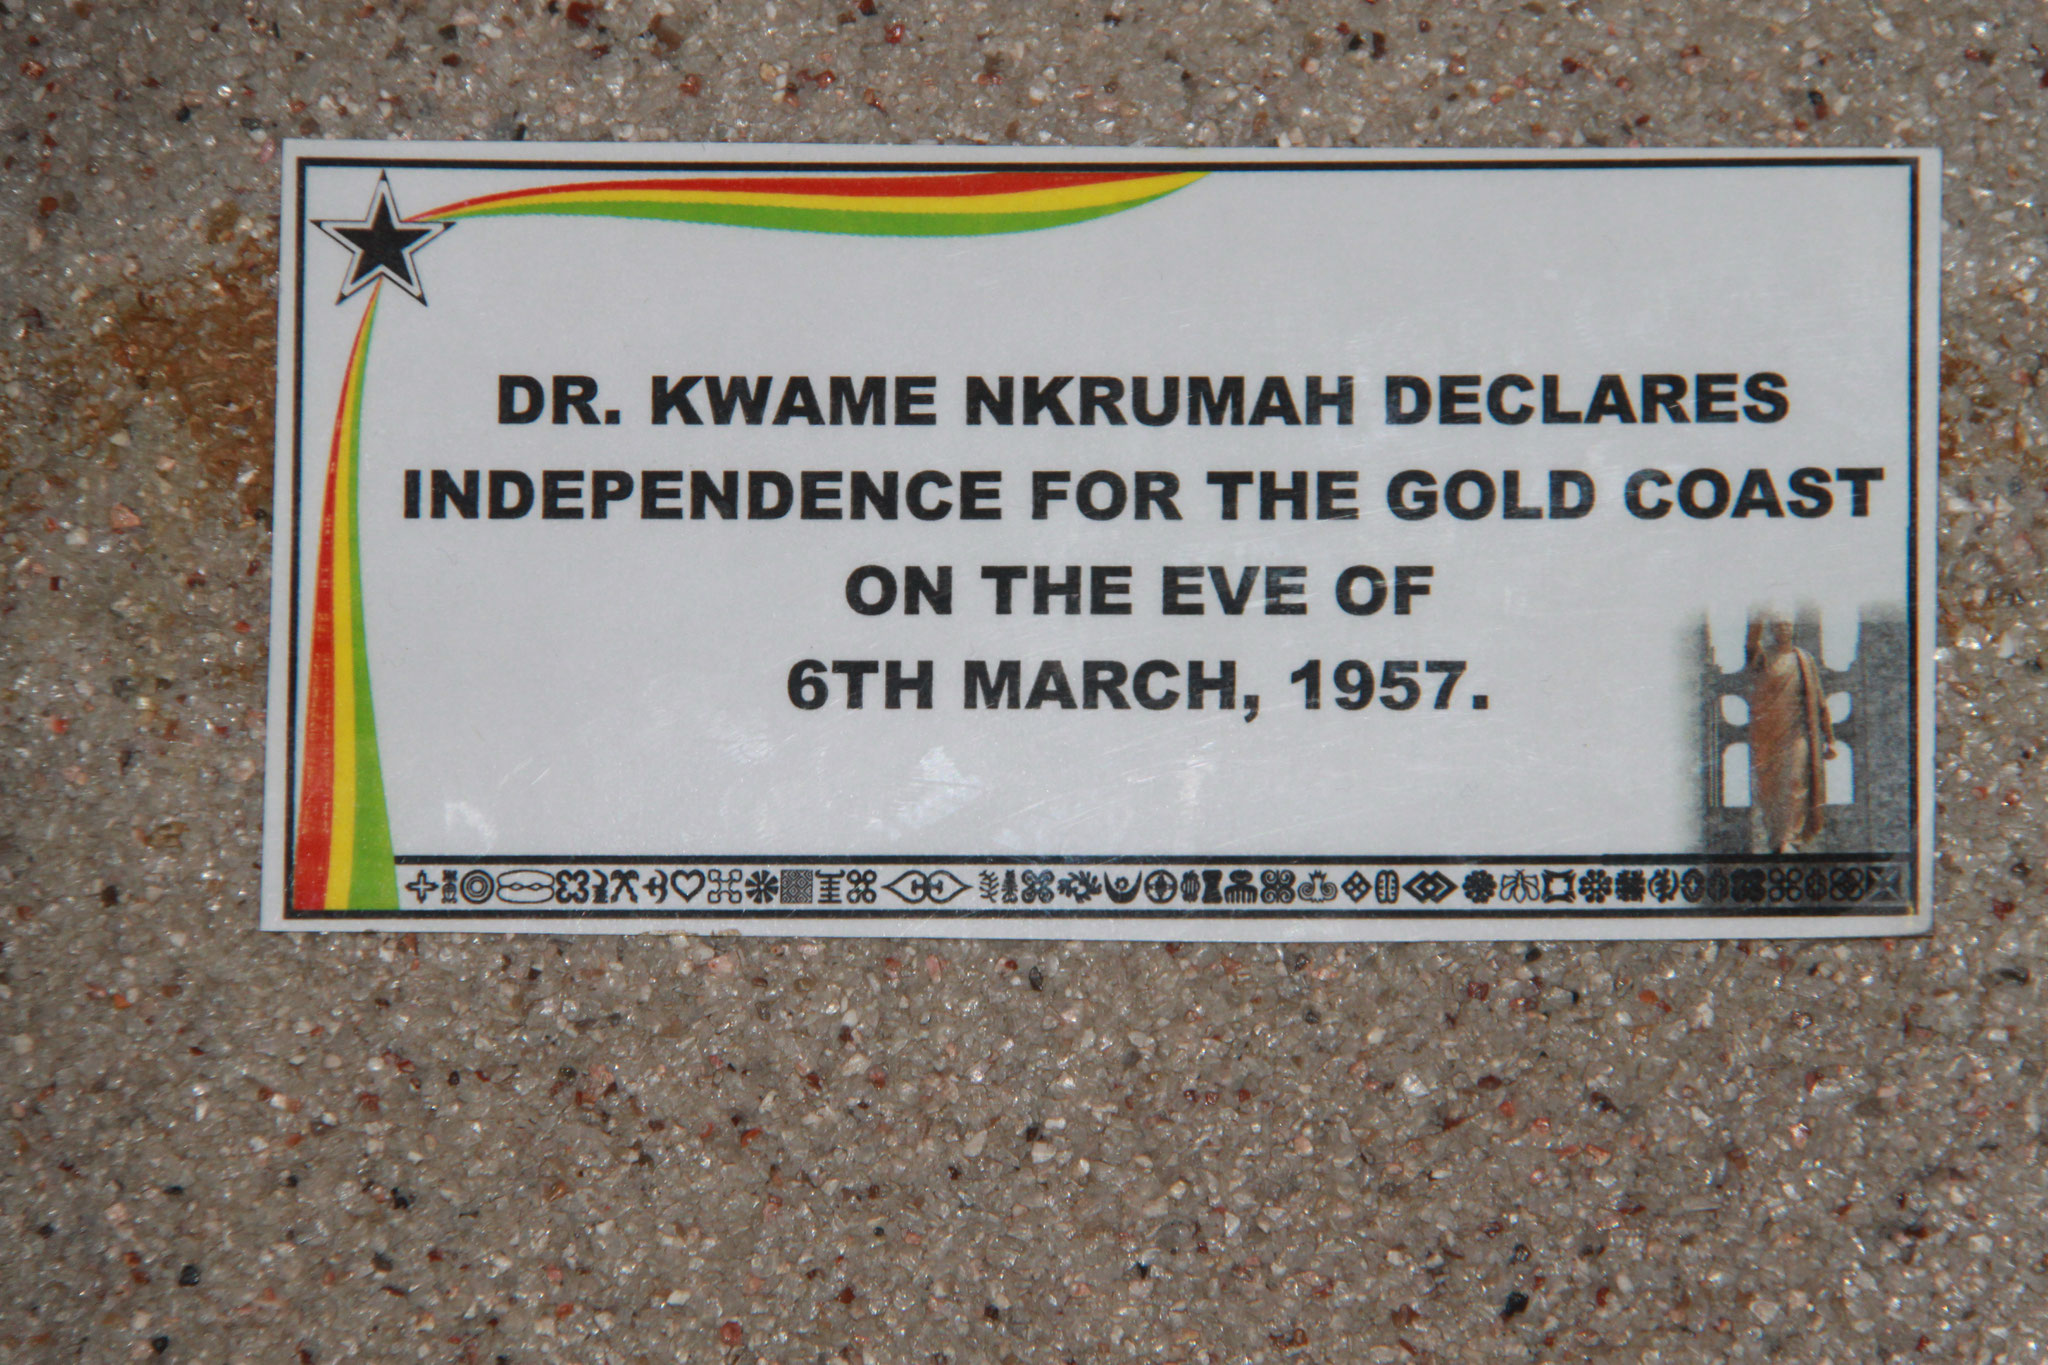 DR. KWAME NKRUMAH DECLARES
INDEPENDENCE FOR THE GOLD COAST
ON THE EVE OF
6TH MARCH, 1957.